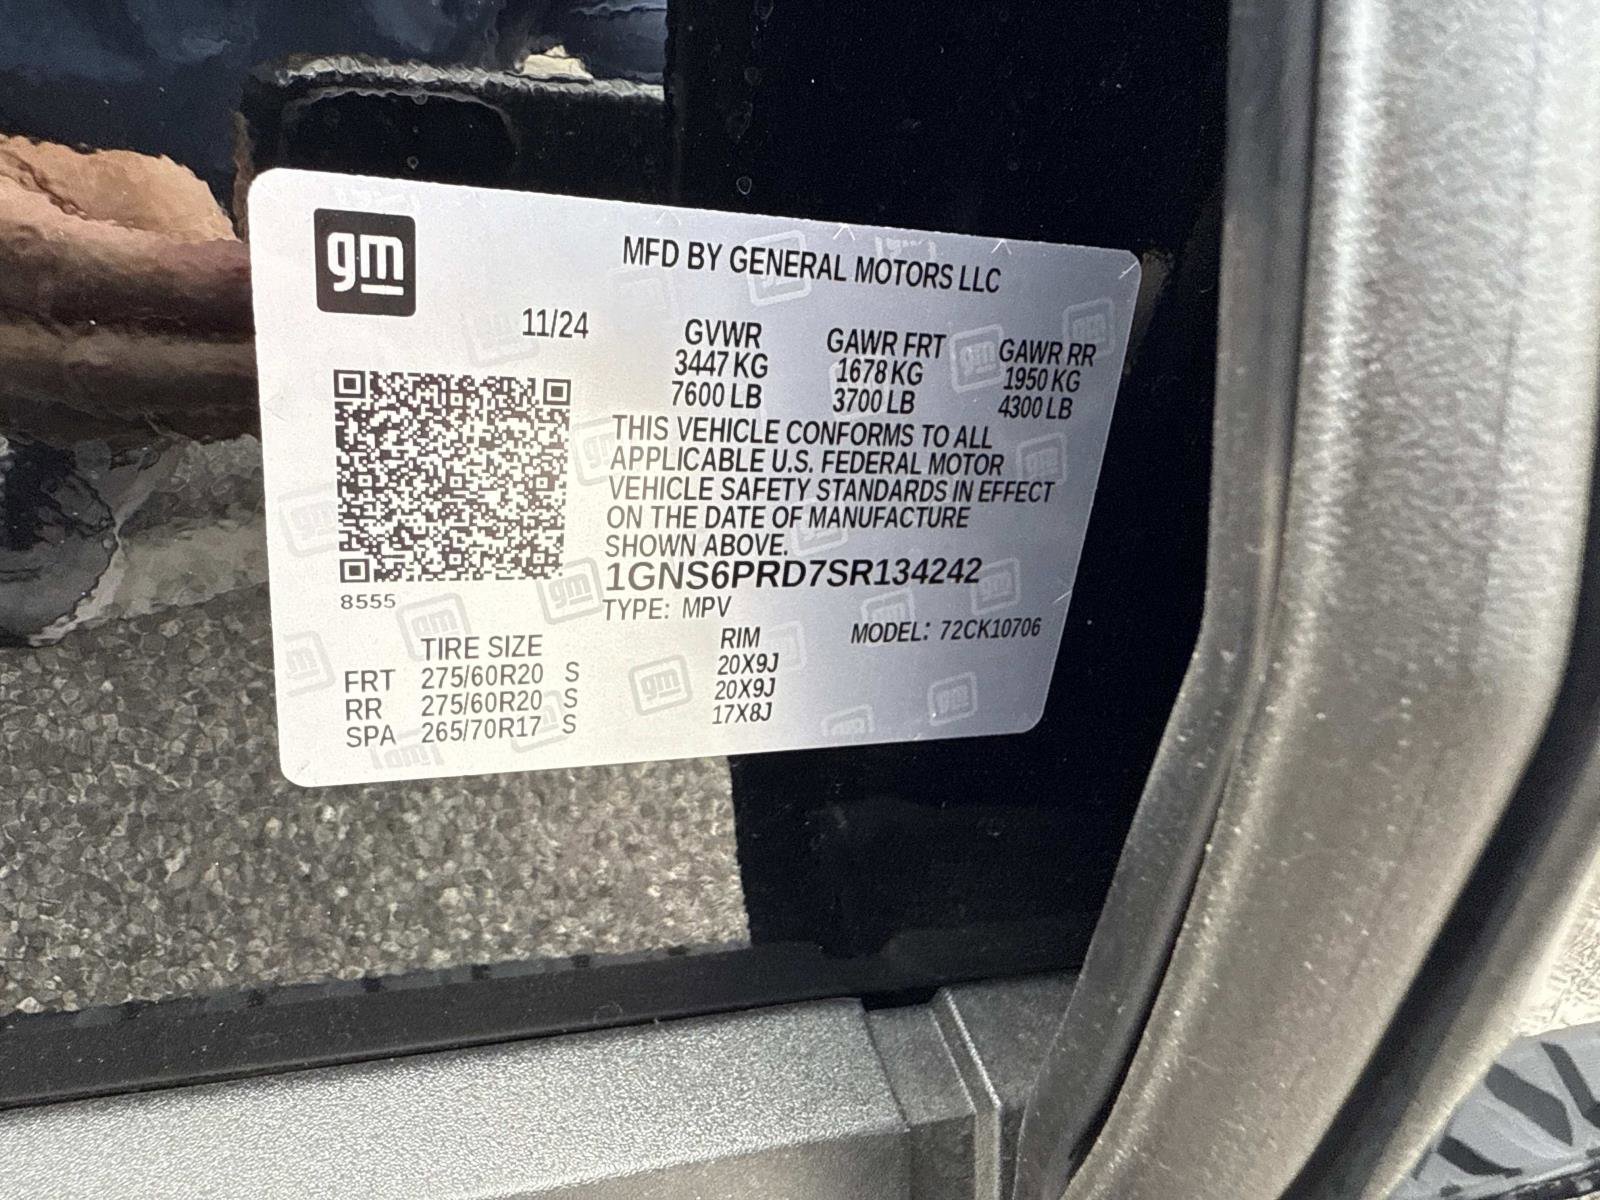 gm
MFD BY GENERAL MOTORS LLC
11/24
GVWR GAWR FRT GAWR RR
3447 KG 1678 KG 1950 KG
7600 LB 3700 LB 4300 LB
THIS VEHICLE CONFORMS TO ALL
APPLICABLE U.S. FEDERAL MOTOR
VEHICLE SAFETY STANDARDS IN EFFECT
ON THE DATE OF MANUFACTURE
SHOWN ABOVE.
1GNS6PRD7SR134242
8555
TYPE: MPV
MODEL: 72CK10706
TIRE SIZE RIM
FRT 275/60R20 S 20X9J
RR 275/60R20 S 20X9J
SPA 265/70R17 S 17X8J